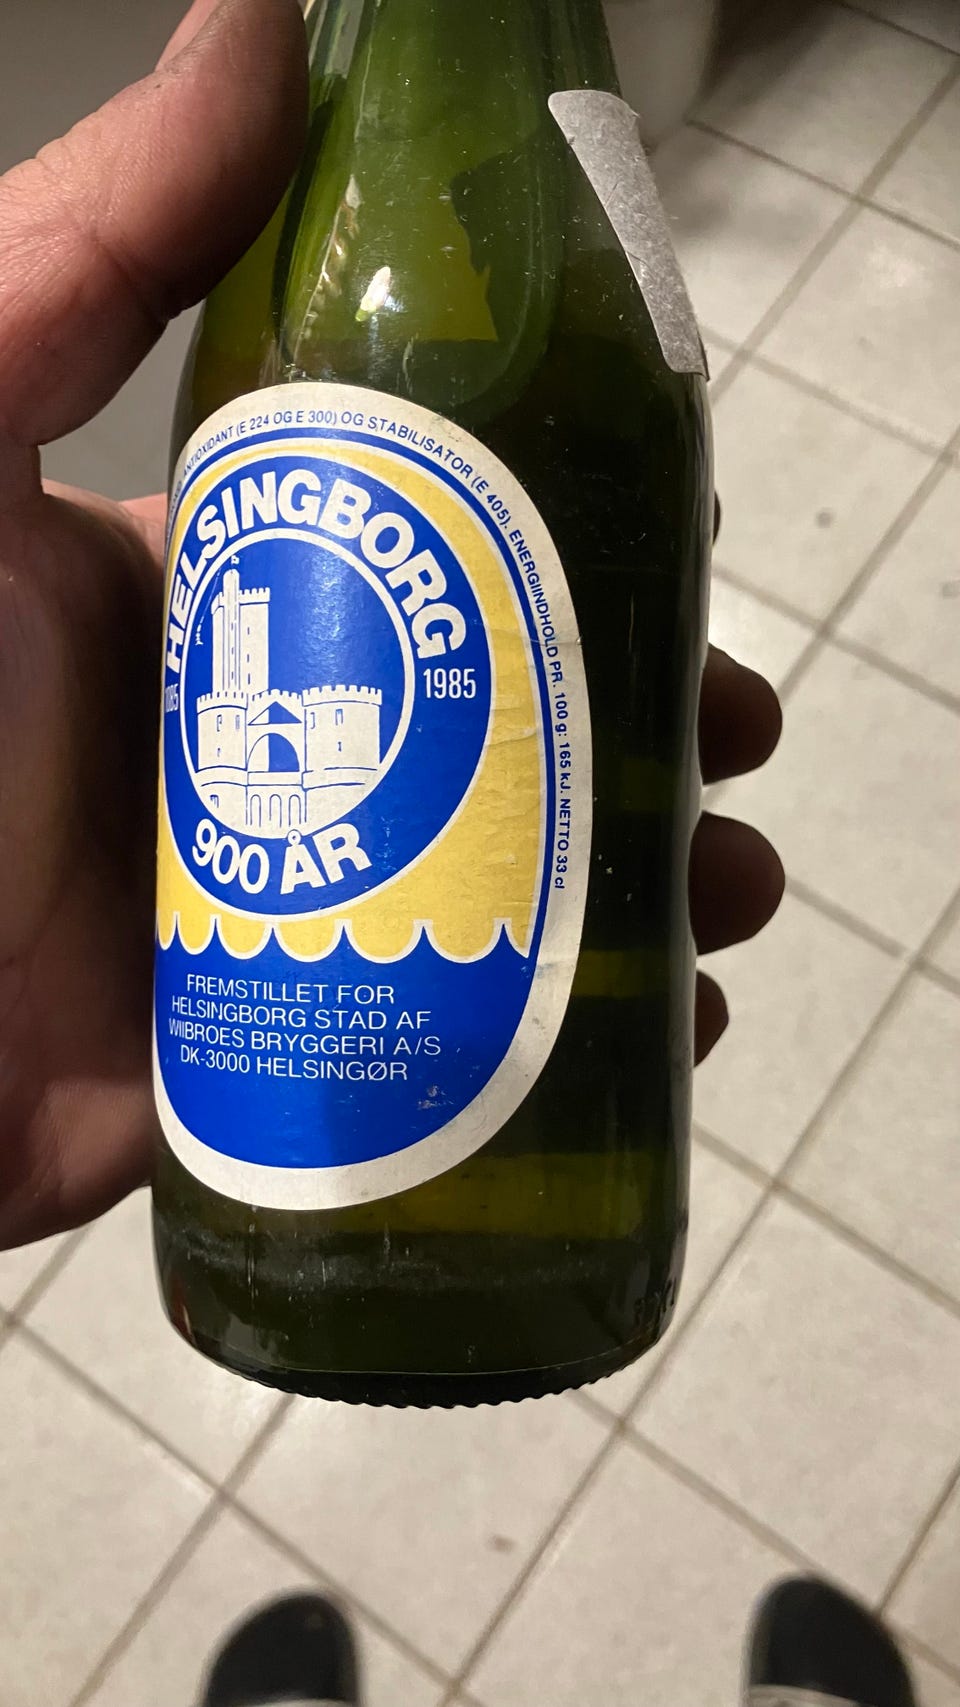 ANTIOXIDANT (E 224 OG E 300) OG STABILISATOR (E 405). ENERGIINDHOLD PR. 100 g: 165 kJ. NETTO 33 cl
HELSINGBORG
1085
1985
900 ÅR
FREMSTILLET FOR
HELSINGBORG STAD AF
WIIBROES BRYGGERI A/S
DK-3000 HELSINGØR